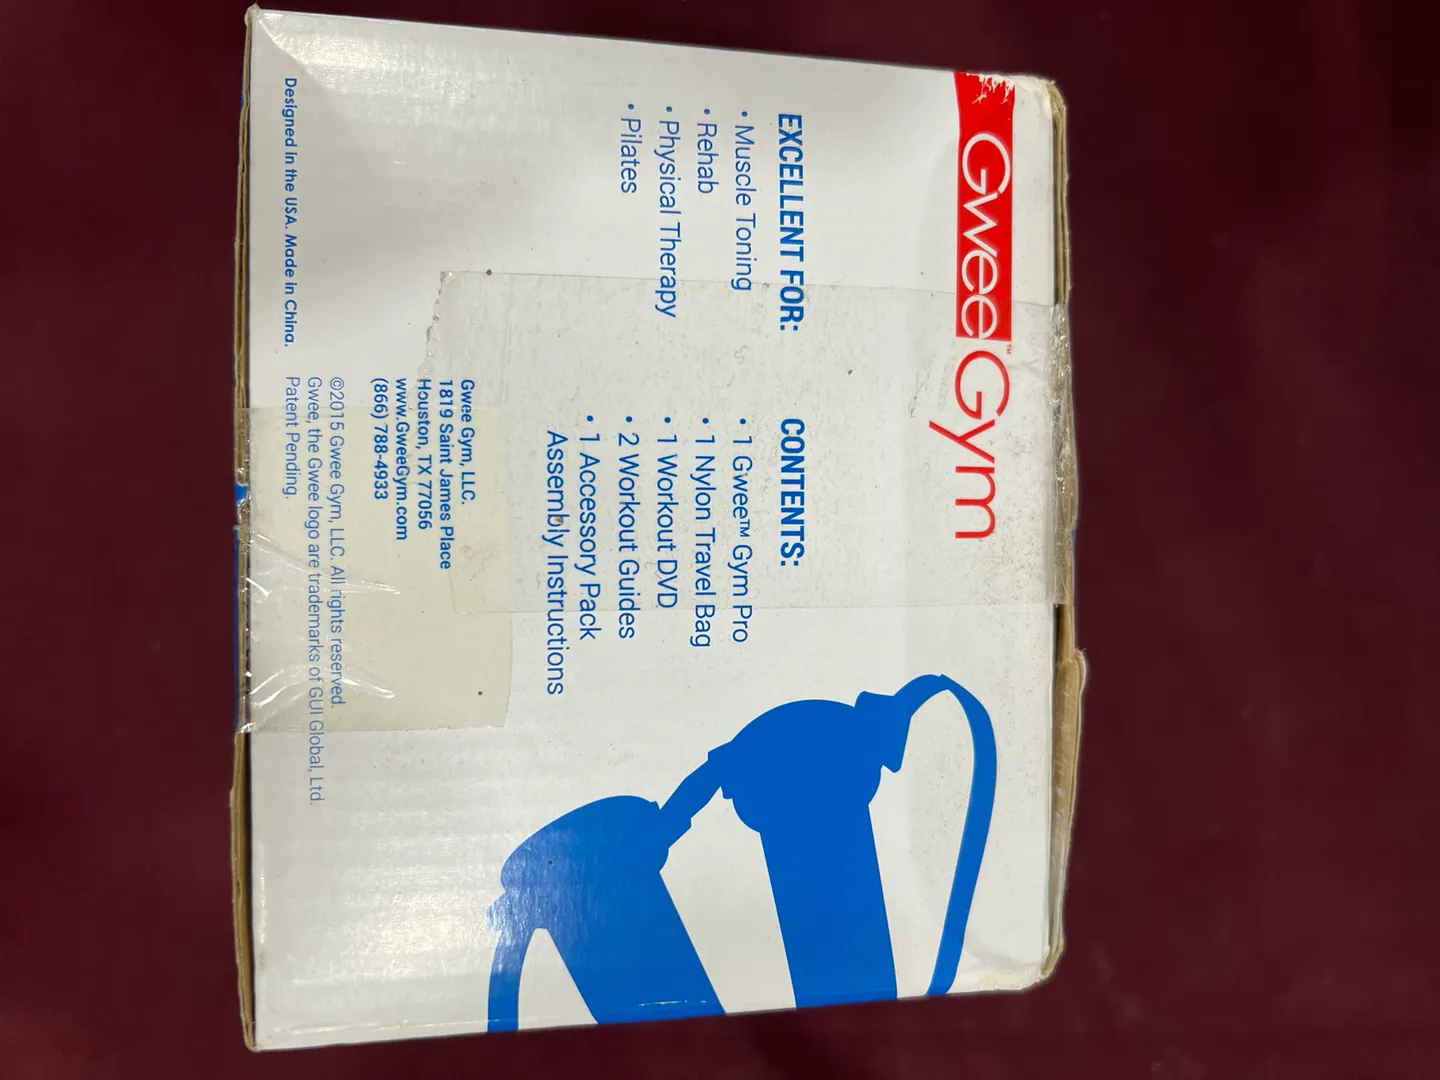 Gwee™ Gym
EXCELLENT FOR:
• Muscle Toning
• Rehab
• Physical Therapy
• Pilates
CONTENTS:
• 1 Gwee™ Gym Pro
• 1 Nylon Travel Bag
• 1 Workout DVD
• 2 Workout Guides
• 1 Accessory Pack
Assembly Instructions
Gwee Gym, LLC.
1819 Saint James Place
Houston, TX 77056
www.GweeGym.com
(866) 788-4933
©2015 Gwee Gym, LLC. All rights reserved.
Gwee, the Gwee logo are trademarks of GUI Global, Ltd.
Patent Pending.
Designed in the USA. Made in China.